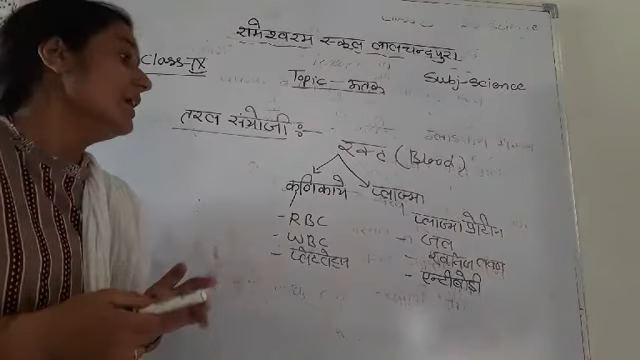 रामेश्वरम स्कूल लालचन्दपुरा
Class-IX
Topic - ऊतक
Subj-Science
तरल संयोजी :-
रक्त (Blood)
कणिकाये
प्लाज्मा
- RBC
- WBC
- प्लेटलेट्स
प्लाज्मा प्रोटीन
- जल
- खनिज लवण
- एन्टीबोडी